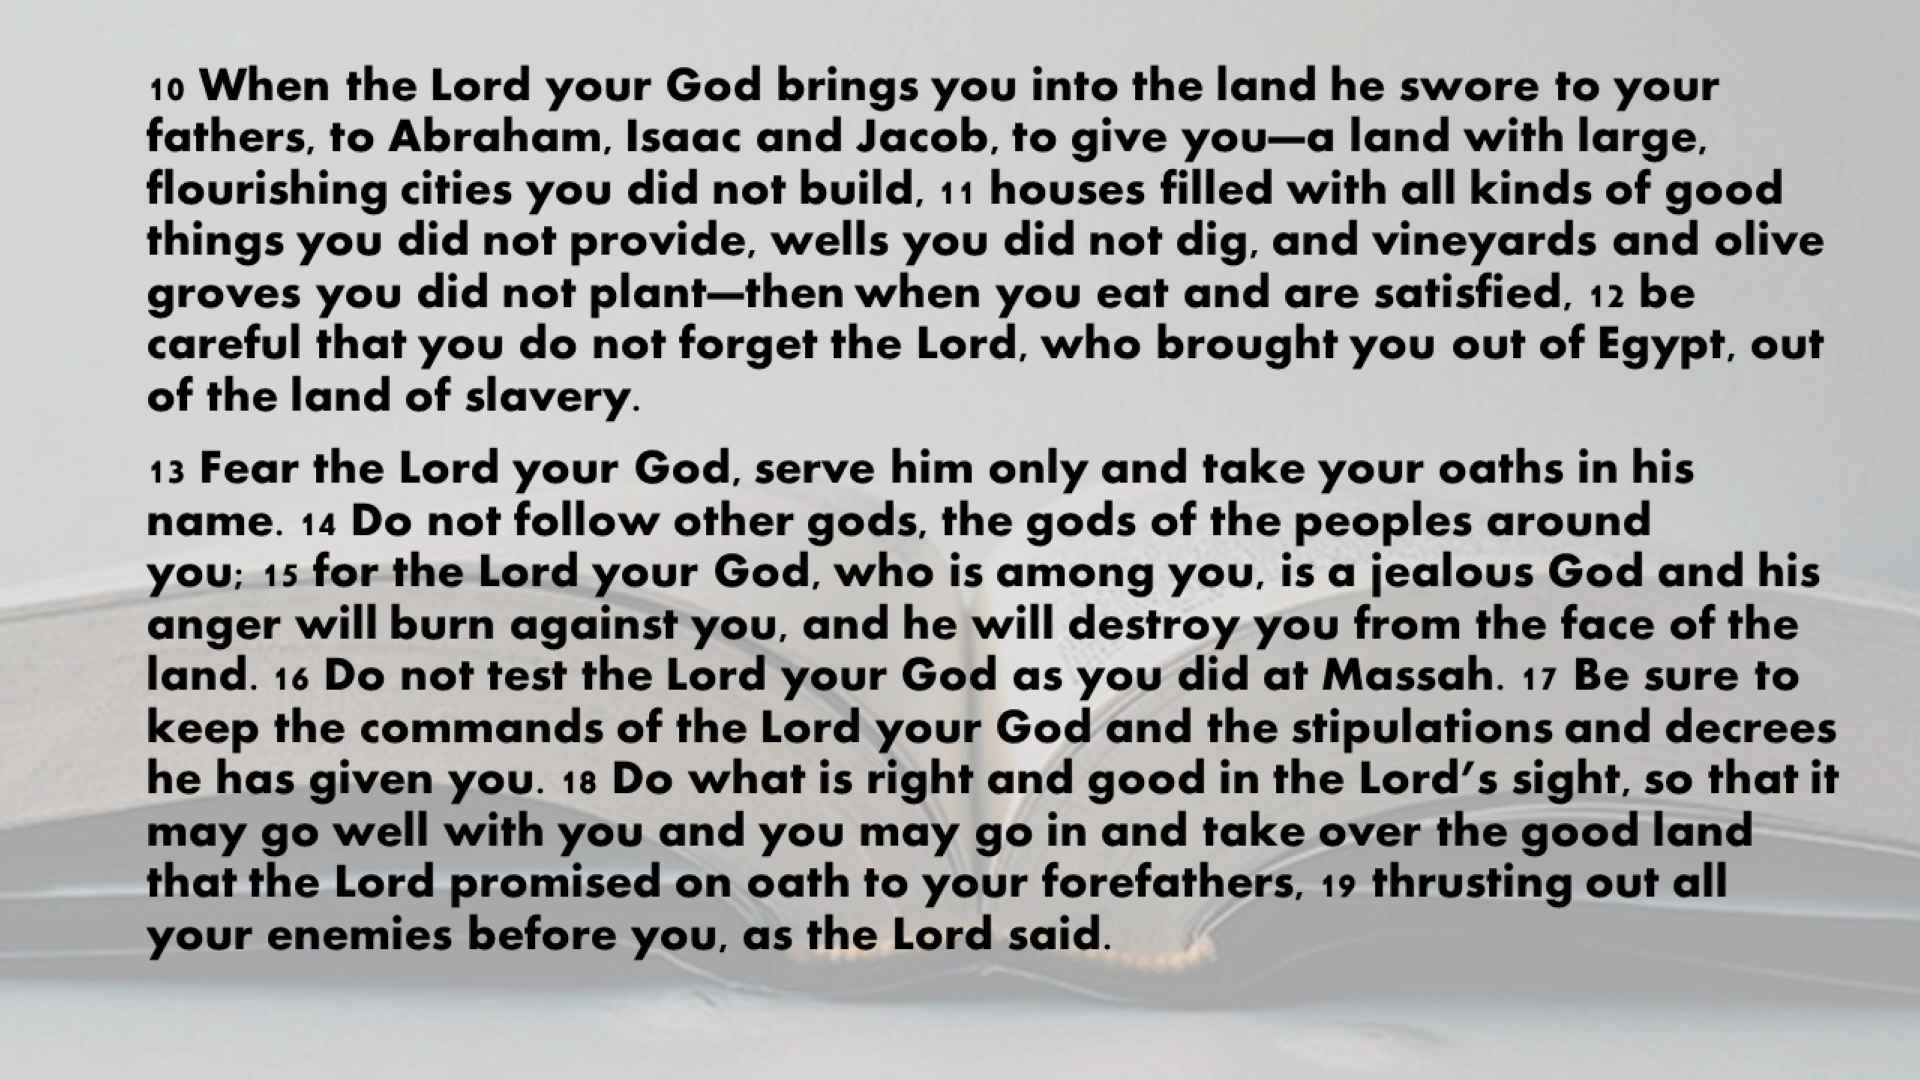 10 When the Lord your God brings you into the land he swore to your
fathers, to Abraham, Isaac and Jacob, to give you—a land with large,
flourishing cities you did not build, 11 houses filled with all kinds of good
things you did not provide, wells you did not dig, and vineyards and olive
groves you did not plant—then when you eat and are satisfied, 12 be
careful that you do not forget the Lord, who brought you out of Egypt, out
of the land of slavery.
13 Fear the Lord your God, serve him only and take your oaths in his
name. 14 Do not follow other gods, the gods of the peoples around
you; 15 for the Lord your God, who is among you, is a jealous God and his
anger will burn against you, and he will destroy you from the face of the
land. 16 Do not test the Lord your God as you did at Massah. 17 Be sure to
keep the commands of the Lord your God and the stipulations and decrees
he has given you. 18 Do what is right and good in the Lord’s sight, so that it
may go well with you and you may go in and take over the good land
that the Lord promised on oath to your forefathers, 19 thrusting out all
your enemies before you, as the Lord said.